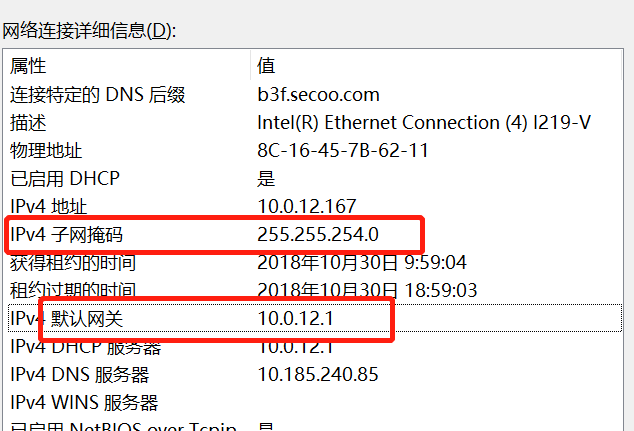 网络连接详细信息(D):
属性 值
连接特定的 DNS 后缀 b3f.secoo.com
描述 Intel(R) Ethernet Connection (4) I219-V
物理地址 8C-16-45-7B-62-11
已启用 DHCP 是
IPv4 地址 10.0.12.167
IPv4 子网掩码 255.255.254.0
获得租约的时间 2018年10月30日 9:59:04
租约过期的时间 2018年10月30日 18:59:03
IPv4 默认网关 10.0.12.1
IPv4 DHCP 服务器 10.0.12.1
IPv4 DNS 服务器 10.185.240.85
IPv4 WINS 服务器
已启用 NetBIOS over Tcpip 是